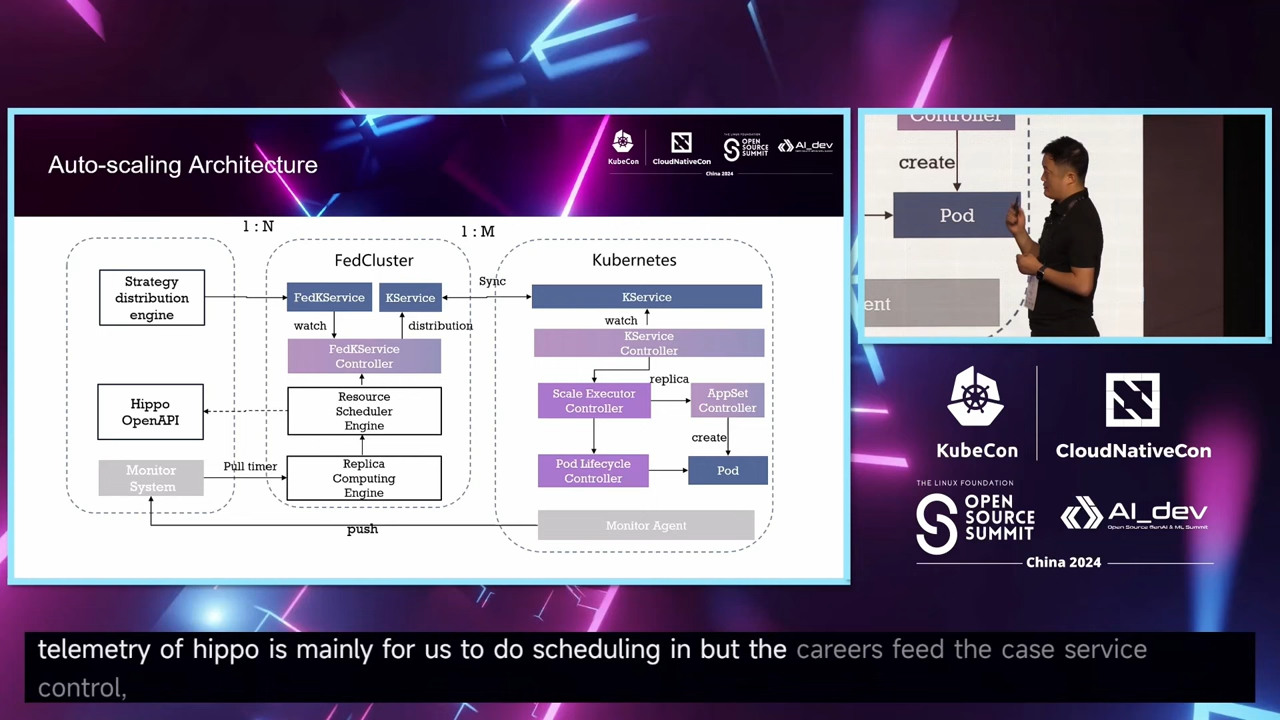 Auto-scaling Architecture
KubeCon
CloudNativeCon
THE LINUX FOUNDATION
OPEN
SOURCE
SUMMIT
AI_dev
China 2024
1 : N
1 : M
FedCluster
Kubernetes
Strategy
distribution
engine
FedKService
KService
Sync
KService
watch
distribution
watch
FedKService
Controller
KService
Controller
replica
Hippo
OpenAPI
Resource
Scheduler
Engine
Scale Executor
Controller
AppSet
Controller
create
Monitor
System
Pull timer
Replica
Computing
Engine
Pod Lifecycle
Controller
Pod
push
Monitor Agent
Controller
create
Pod
ent
KubeCon
CloudNativeCon
THE LINUX FOUNDATION
OPEN
SOURCE
SUMMIT
AI_dev
Open Source GenAI & ML Summit
China 2024
telemetry of hippo is mainly for us to do scheduling in but the careers feed the case service
control,